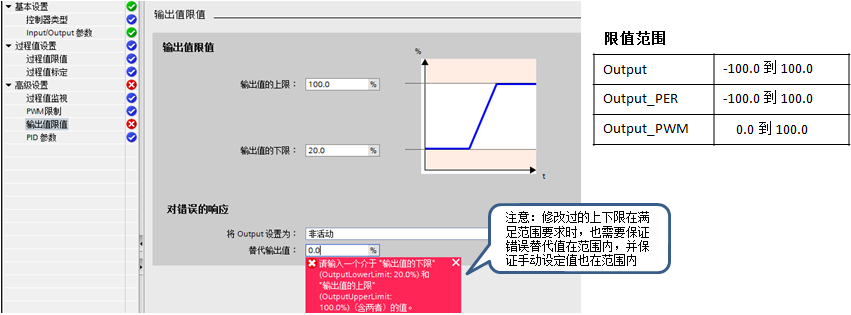 基本设置
控制器类型
Input/Output 参数
过程值设置
过程值限值
过程值标定
高级设置
过程值监视
PWM限制
输出值限值
PID 参数
输出值限值
输出值限值
输出值的上限： 100.0 %
输出值的下限： 20.0 %
%
t
对错误的响应
将 Output 设置为： 非活动
替代输出值： 0.0 %
请输入一个介于 "输出值的下限"
(OutputLowerLimit: 20.0%) 和
"输出值的上限"
(OutputUpperLimit:
100.0%)（含两者）的值。
限值范围
Output -100.0 到 100.0
Output_PER -100.0 到 100.0
Output_PWM 0.0 到 100.0
注意：修改过的上下限在满
足范围要求时，也需要保证
错误替代值在范围内，并保
证手动设定值也在范围内